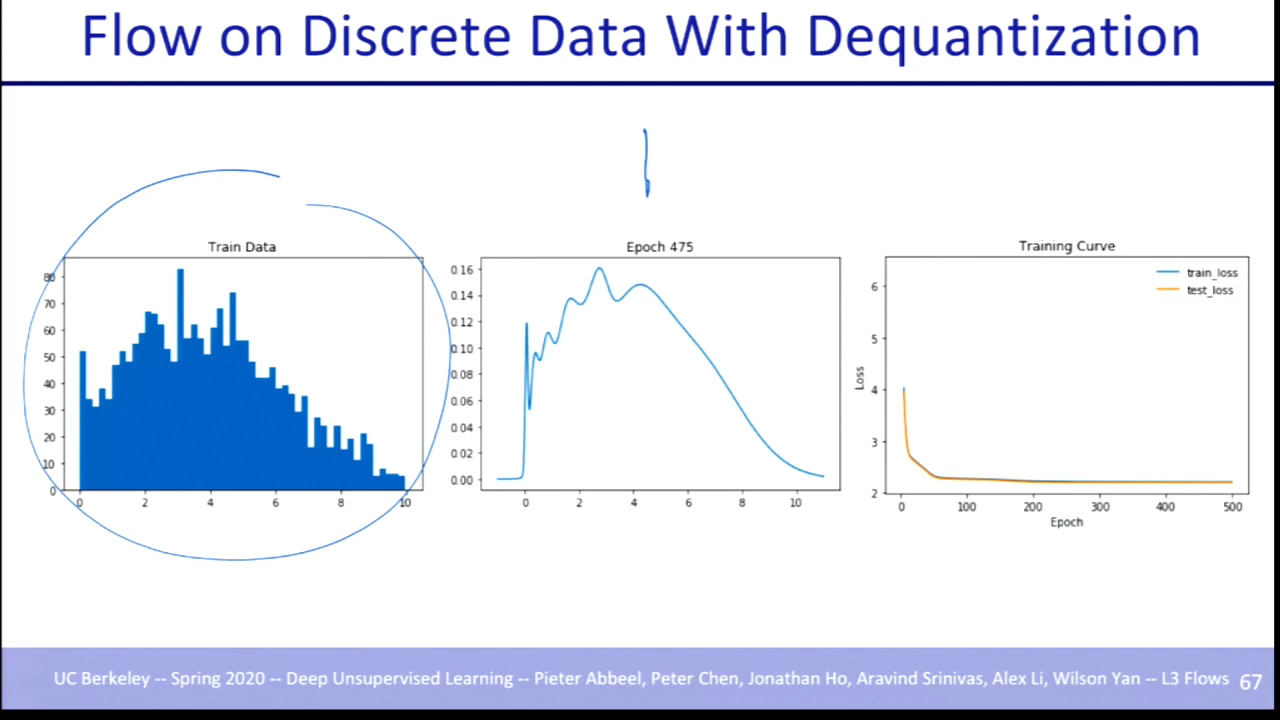 Flow on Discrete Data With Dequantization
Train Data
80
70
60
50
40
30
20
10
0
0 2 4 6 8 10
Epoch 475
0.16
0.14
0.12
0.10
0.08
0.06
0.04
0.02
0.00
0 2 4 6 8 10
Training Curve
train_loss
test_loss
Loss
6
5
4
3
2
0 100 200 300 400 500
Epoch
UC Berkeley -- Spring 2020 -- Deep Unsupervised Learning -- Pieter Abbeel, Peter Chen, Jonathan Ho, Aravind Srinivas, Alex Li, Wilson Yan -- L3 Flows 67